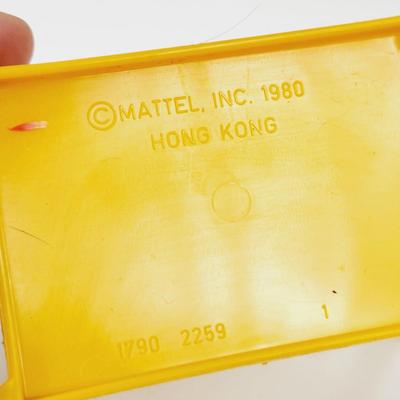 ©MATTEL, INC. 1980
HONG KONG
1790 2259 1